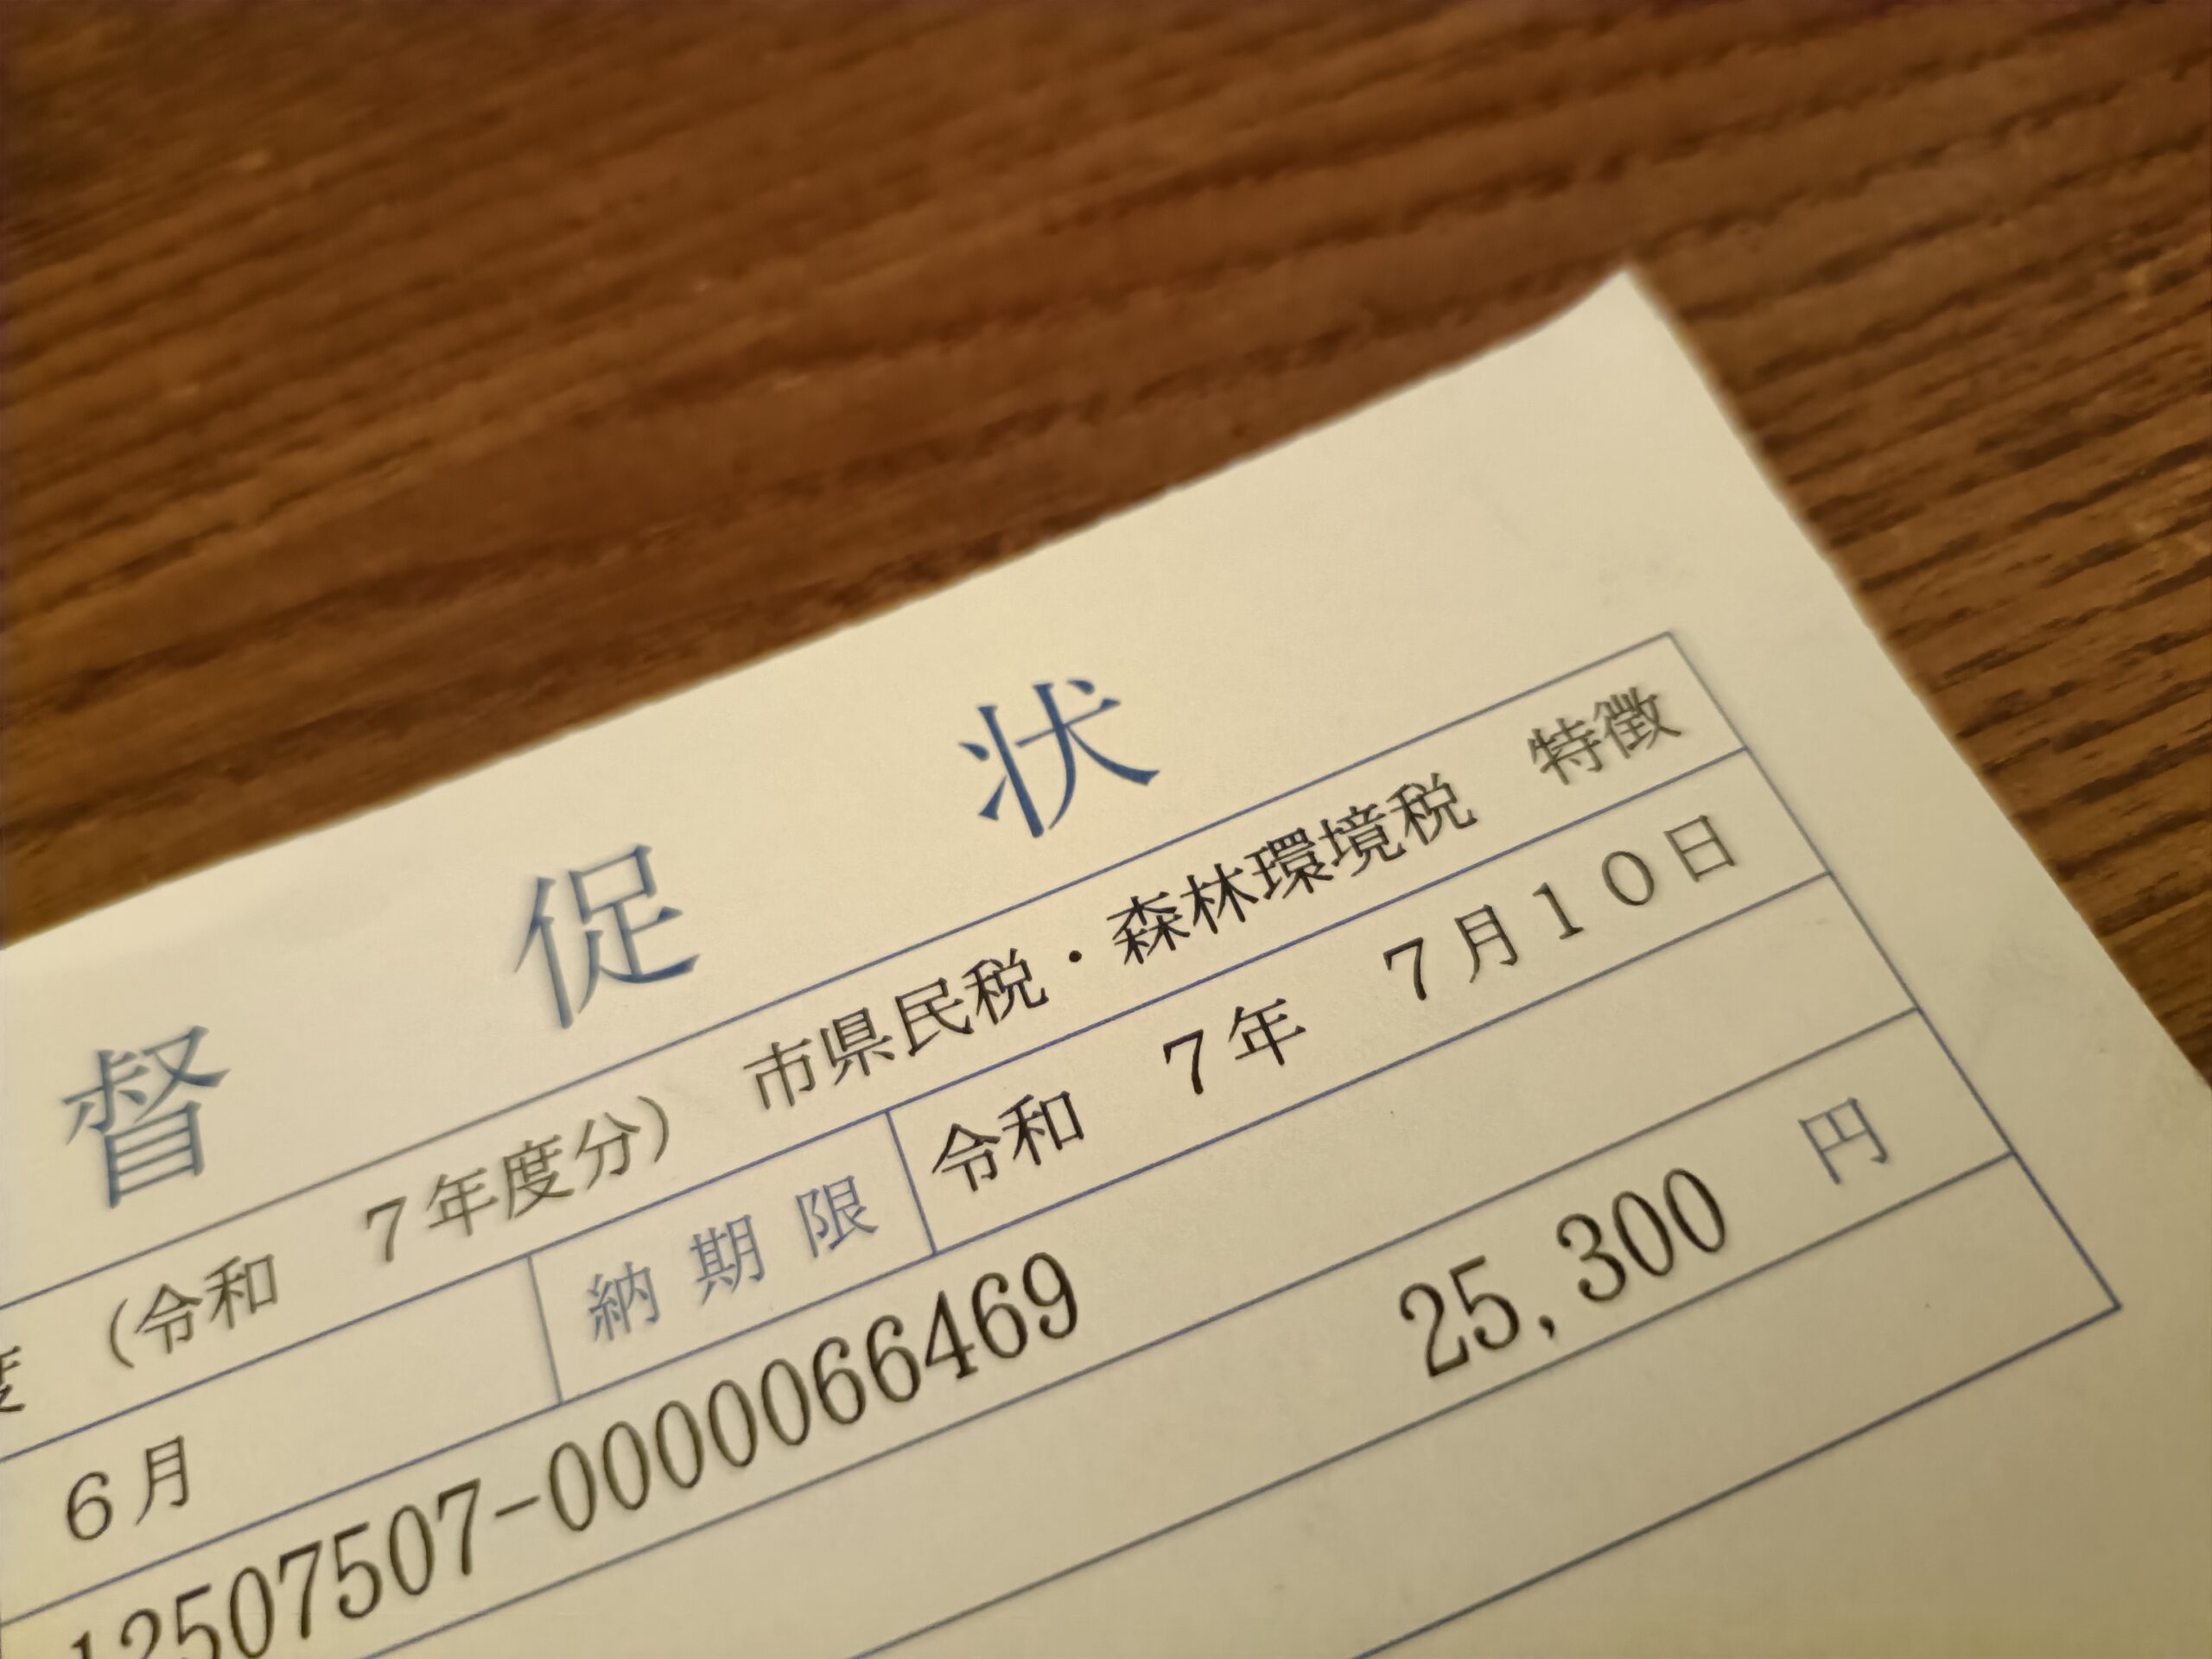 督促状
（令和　７年度分）　市県民税・森林環境税　特徴
６月　納期限　令和　７年　７月１０日
12507507-0000066469
25,300　円